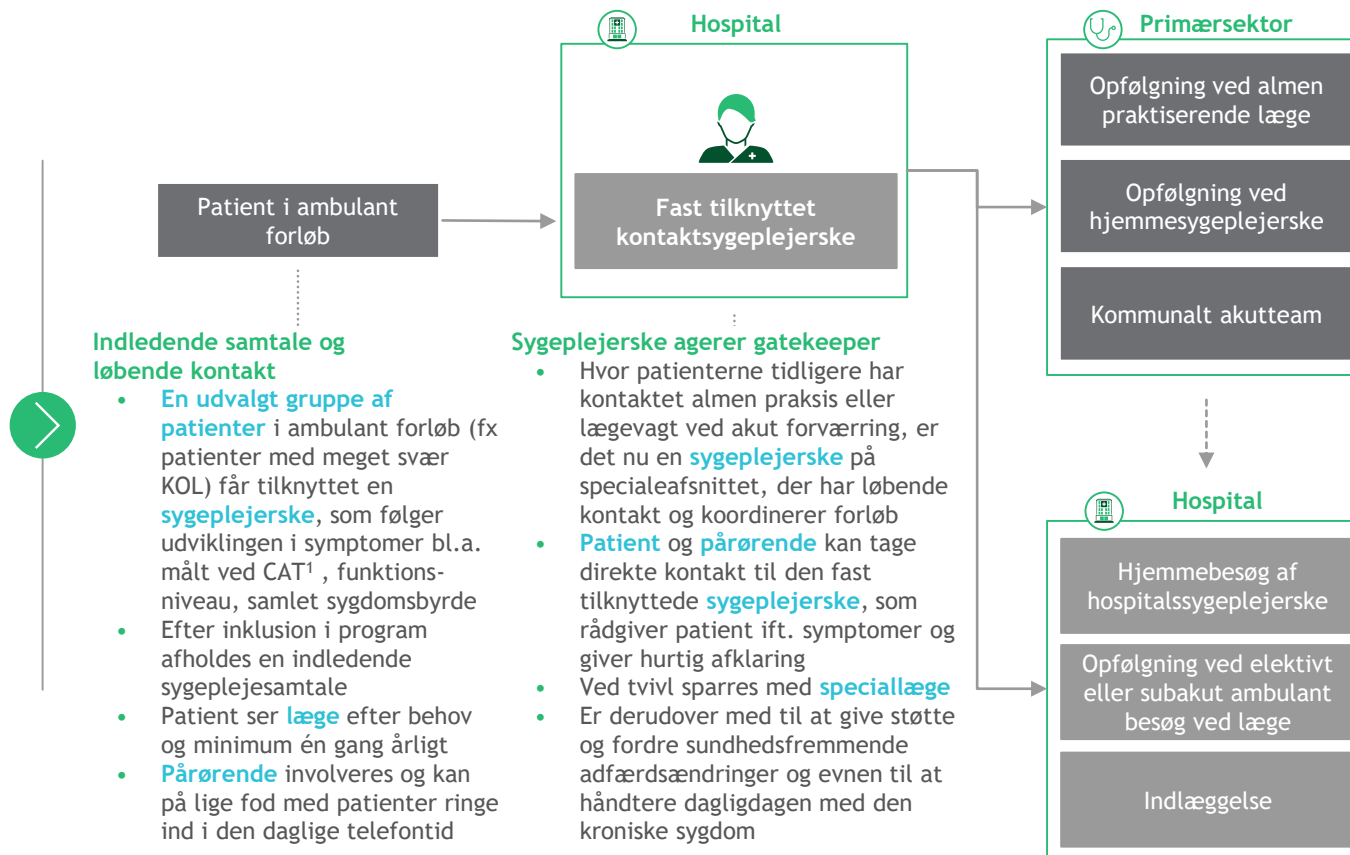 Hospital
Primærsektor
Opfølgning ved almen
praktiserende læge
Opfølgning ved
hjemmesygeplejerske
Kommunalt akutteam
Patient i ambulant
forløb
Fast tilknyttet
kontaktsygeplejerske
Indledende samtale og
løbende kontakt
• En udvalgt gruppe af
patienter i ambulant forløb (fx
patienter med meget svær
KOL) får tilknyttet en
sygeplejerske, som følger
udviklingen i symptomer bl.a.
målt ved CAT¹ , funktions-
niveau, samlet sygdomsbyrde
• Efter inklusion i program
afholdes en indledende
sygeplejesamtale
• Patient ser læge efter behov
og minimum én gang årligt
• Pårørende involveres og kan
på lige fod med patienter ringe
ind i den daglige telefontid
Sygeplejerske agerer gatekeeper
• Hvor patienterne tidligere har
kontaktet almen praksis eller
lægevagt ved akut forværring, er
det nu en sygeplejerske på
specialeafsnittet, der har løbende
kontakt og koordinerer forløb
• Patient og pårørende kan tage
direkte kontakt til den fast
tilknyttede sygeplejerske, som
rådgiver patient ift. symptomer og
giver hurtig afklaring
• Ved tvivl sparres med speciallæge
• Er derudover med til at give støtte
og fordre sundhedsfremmende
adfærdsændringer og evnen til at
håndtere dagligdagen med den
kroniske sygdom
Hospital
Hjemmebesøg af
hospitalssygeplejerske
Opfølgning ved elektivt
eller subakut ambulant
besøg ved læge
Indlæggelse